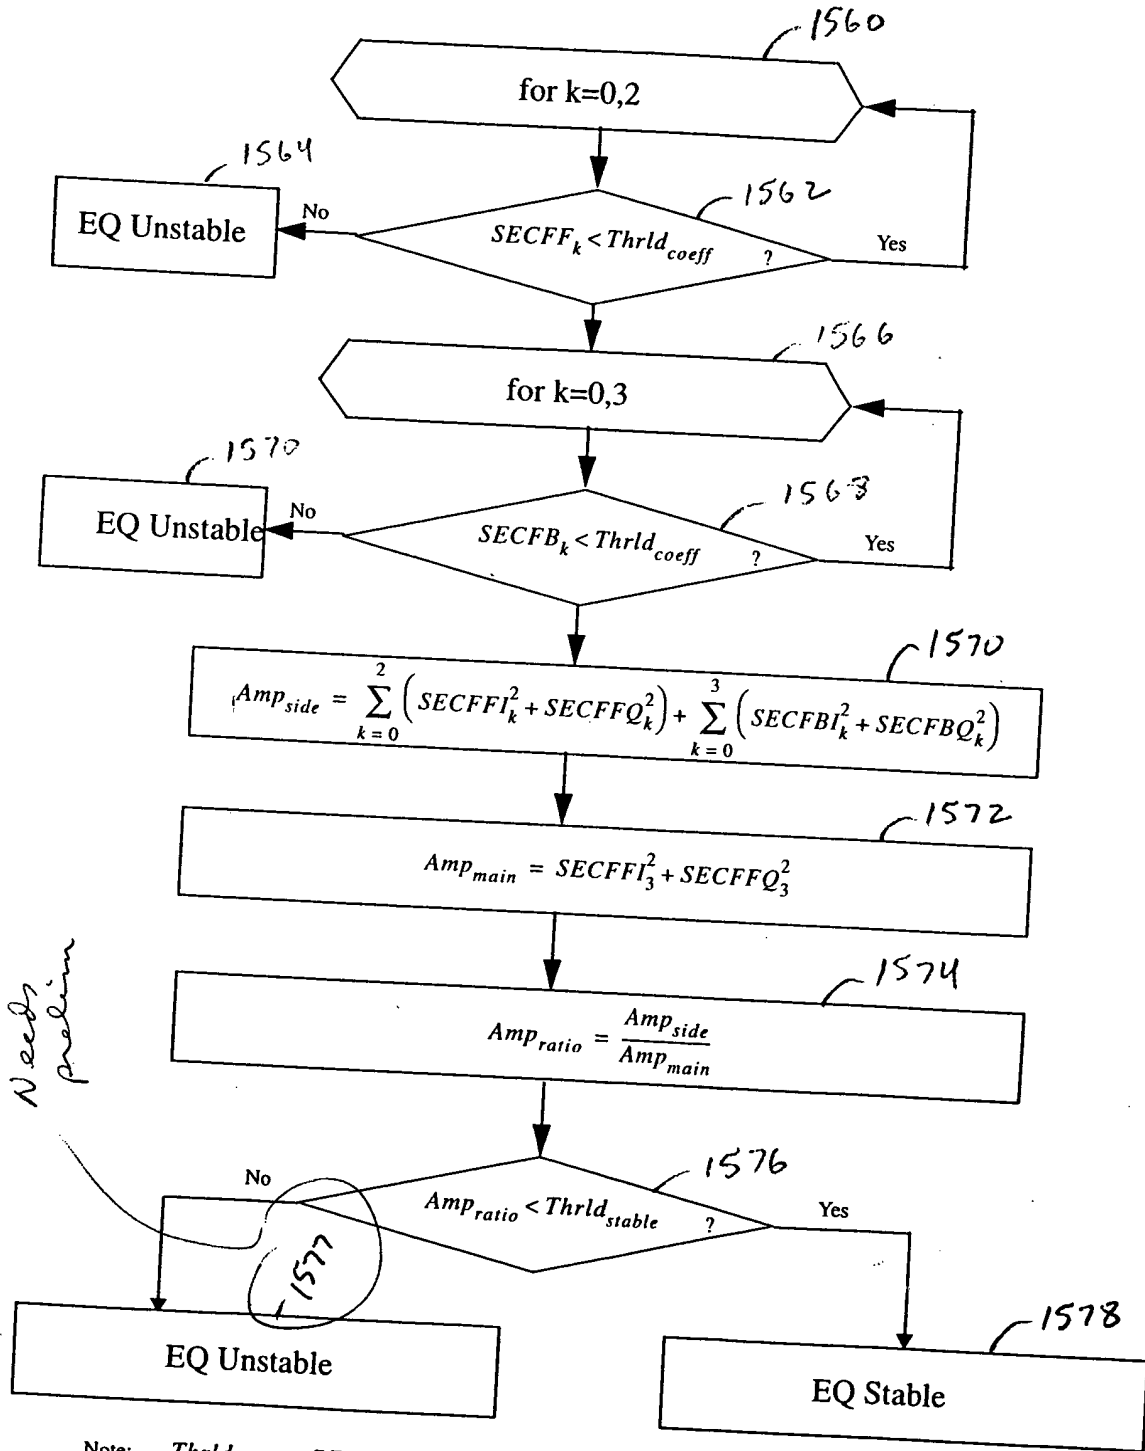 1560
for k=0,2
1564
EQ Unstable
No
1562
SECFF_k < Thrld_coeff ?
Yes
1566
for k=0,3
1570
EQ Unstable
No
1568
SECFB_k < Thrld_coeff ?
Yes
1570
Amp_side = \sum_{k=0}^{2} (SECFFI_k^2 + SECFFQ_k^2) + \sum_{k=0}^{3} (SECFBI_k^2 + SECFBQ_k^2)
1572
Amp_main = SECFFI_3^2 + SECFFQ_3^2
1574
Amp_ratio = Amp_side / Amp_main
Needs
prelim
1576
No
Amp_ratio < Thrld_stable ?
Yes
1577
EQ Unstable
1578
EQ Stable
Note: